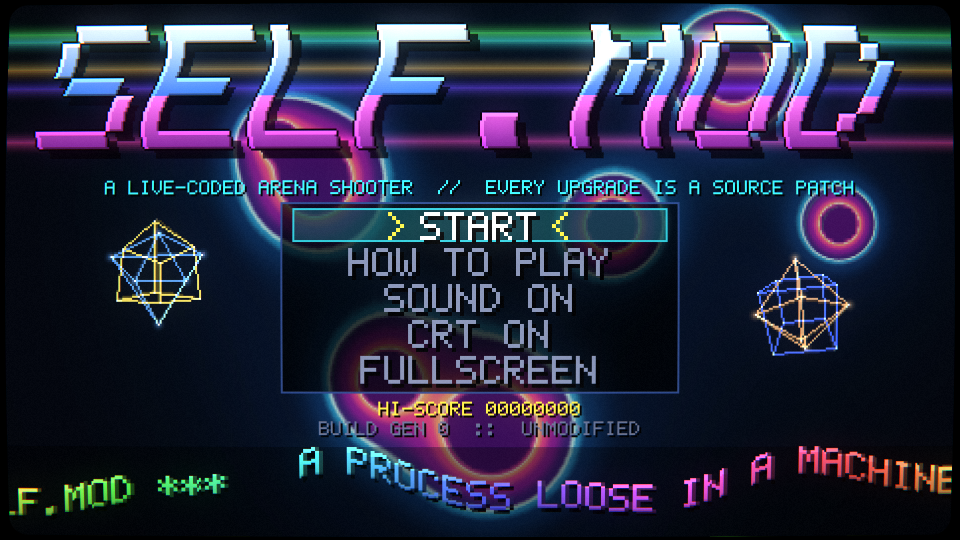 SELF.MOD
A LIVE-CODED ARENA SHOOTER // EVERY UPGRADE IS A SOURCE PATCH
> START <
HOW TO PLAY
SOUND ON
CRT ON
FULLSCREEN
HI-SCORE 00000000
BUILD GEN 0 :: UNMODIFIED
LF.MOD *** A PROCESS LOOSE IN A MACHINE